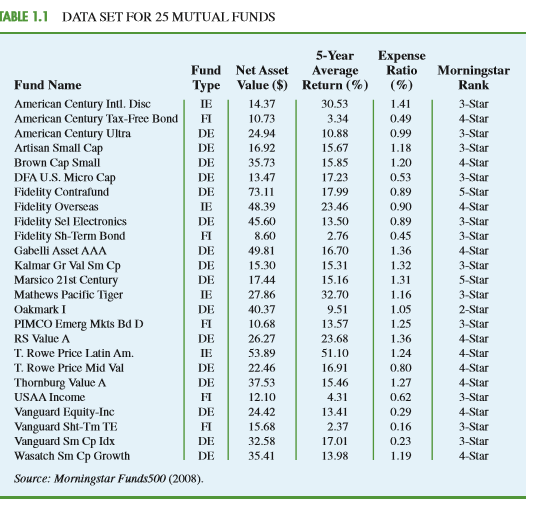 TABLE 1.1 DATA SET FOR 25 MUTUAL FUNDS
5-Year Expense
Fund Net Asset Average Ratio Morningstar
Fund Name Type Value ($) Return (%) (%) Rank
American Century Intl. Disc IE 14.37 30.53 1.41 3-Star
American Century Tax-Free Bond FI 10.73 3.34 0.49 4-Star
American Century Ultra DE 24.94 10.88 0.99 3-Star
Artisan Small Cap DE 16.92 15.67 1.18 3-Star
Brown Cap Small DE 35.73 15.85 1.20 4-Star
DFA U.S. Micro Cap DE 13.47 17.23 0.53 3-Star
Fidelity Contrafund DE 73.11 17.99 0.89 5-Star
Fidelity Overseas IE 48.39 23.46 0.90 4-Star
Fidelity Sel Electronics DE 45.60 13.50 0.89 3-Star
Fidelity Sh-Term Bond FI 8.60 2.76 0.45 3-Star
Gabelli Asset AAA DE 49.81 16.70 1.36 4-Star
Kalmar Gr Val Sm Cp DE 15.30 15.31 1.32 3-Star
Marsico 21st Century DE 17.44 15.16 1.31 5-Star
Mathews Pacific Tiger IE 27.86 32.70 1.16 3-Star
Oakmark I DE 40.37 9.51 1.05 2-Star
PIMCO Emerg Mkts Bd D FI 10.68 13.57 1.25 3-Star
RS Value A DE 26.27 23.68 1.36 4-Star
T. Rowe Price Latin Am. IE 53.89 51.10 1.24 4-Star
T. Rowe Price Mid Val DE 22.46 16.91 0.80 4-Star
Thornburg Value A DE 37.53 15.46 1.27 4-Star
USAA Income FI 12.10 4.31 0.62 3-Star
Vanguard Equity-Inc DE 24.42 13.41 0.29 4-Star
Vanguard Sht-Tm TE FI 15.68 2.37 0.16 3-Star
Vanguard Sm Cp Idx DE 32.58 17.01 0.23 3-Star
Wasatch Sm Cp Growth DE 35.41 13.98 1.19 4-Star
Source: Morningstar Funds500 (2008).